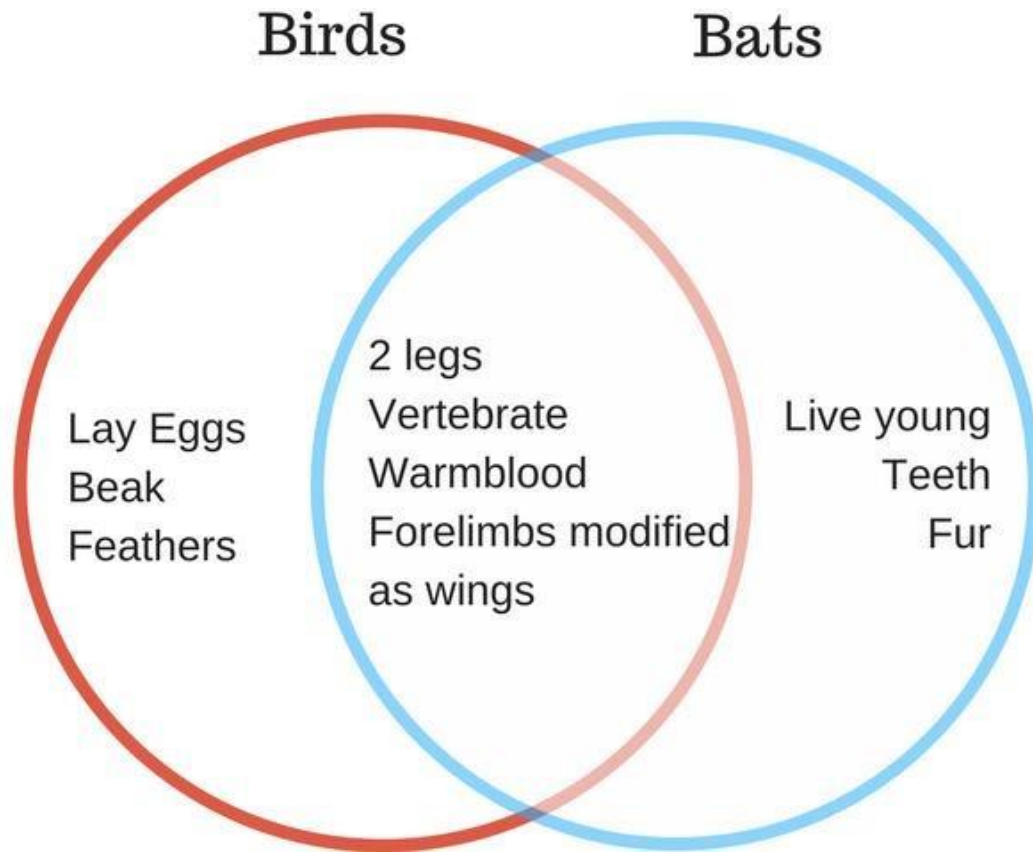 Birds
Bats
Lay Eggs
Beak
Feathers
2 legs
Vertebrate
Warmblood
Forelimbs modified
as wings
Live young
Teeth
Fur